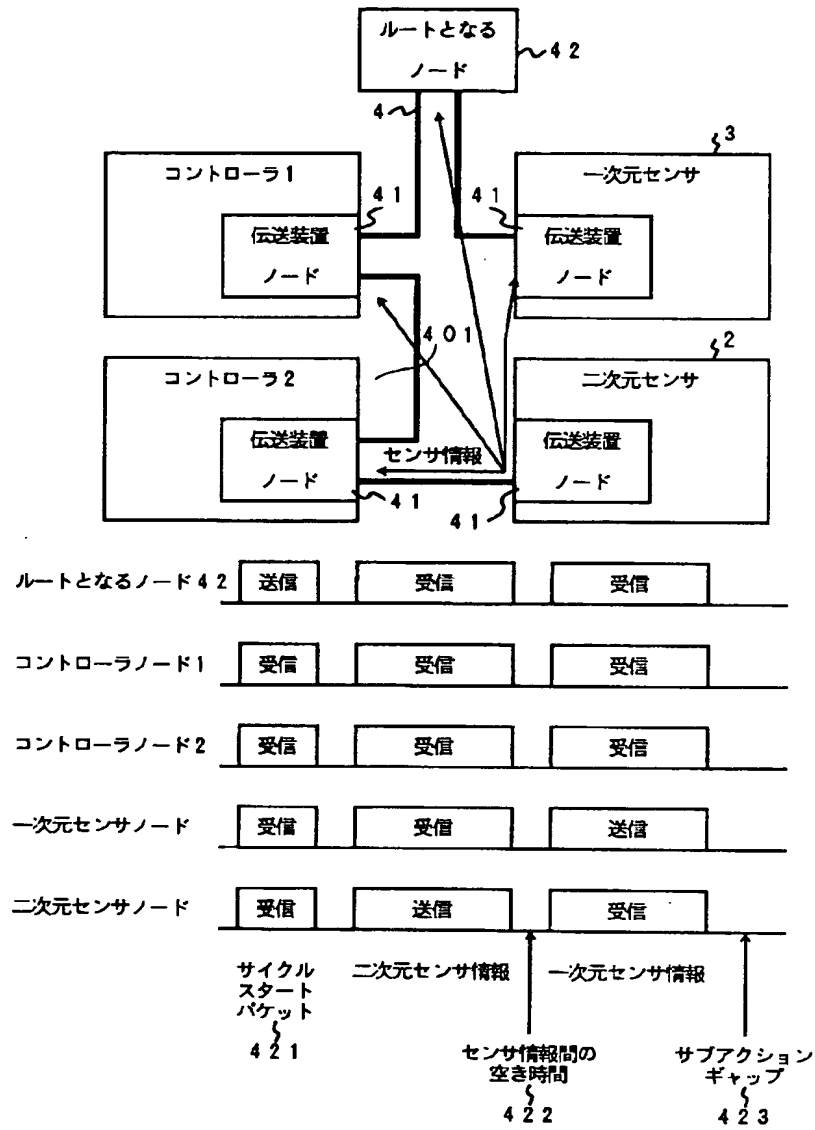 ルートとなる
ノード
42
4
3
コントローラ1
41
伝送装置
ノード
一次元センサ
41
伝送装置
ノード
401
2
コントローラ2
伝送装置
ノード
41
センサ情報
二次元センサ
伝送装置
ノード
41
ルートとなるノード42 送信 受信 受信
コントローラノード1 受信 受信 受信
コントローラノード2 受信 受信 受信
一次元センサノード 受信 受信 送信
二次元センサノード 受信 送信 受信
サイクル
スタート
パケット
421
二次元センサ情報
一次元センサ情報
センサ情報間の
空き時間
422
サブアクション
ギャップ
423